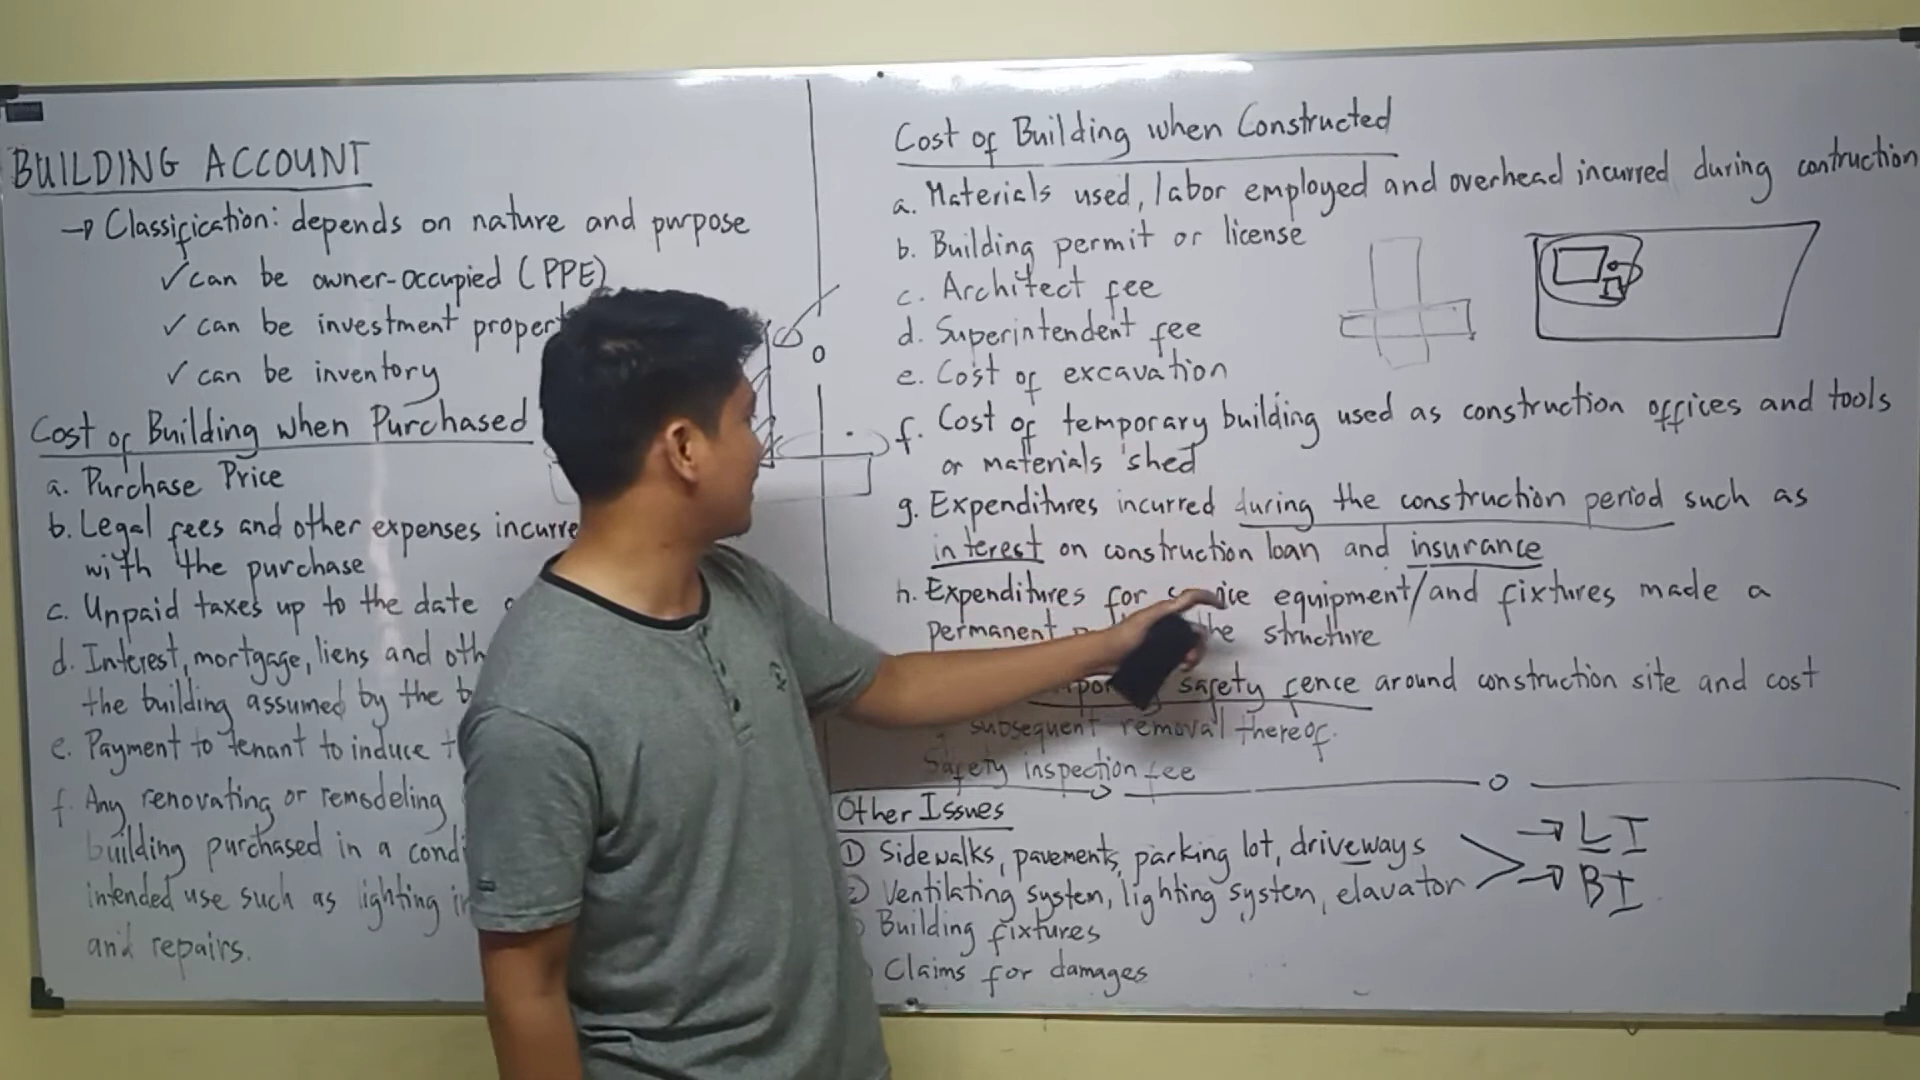 BUILDING ACCOUNT
→ Classification: depends on nature and purpose
✓ can be owner-occupied (PPE)
✓ can be investment
✓ can be inventory
Cost of Building when Purchased
a. Purchase Price
b. Legal fees and other expenses
with the purchase
c. Unpaid taxes up to the date
d. Interest, mortgage, liens and
the building assumed by the
e. Payment to tenant to induce
f. Any renovating or remodeling
building purchased in a
intended use such as lighting
and repairs.
Cost of Building when Constructed
a. Materials used, labor employed and overhead incurred during contruction
b. Building permit or license
c. Architect fee
d. Superintendent fee
e. Cost of excavation
f. Cost of temporary building used as construction offices and tools
or materials shed
g. Expenditures incurred during the construction period such as
interest on construction loan and insurance
h. Expenditures for equipment/and fixtures made a
permanent the structure
safety fence around construction site and cost
subsequent removal thereof.
Safety inspection fee
Other Issues
① Sidewalks, pavements, parking lot, driveways → LI
② Ventilating system, lighting system, elavator → BI
Building fixtures
Claims for damages